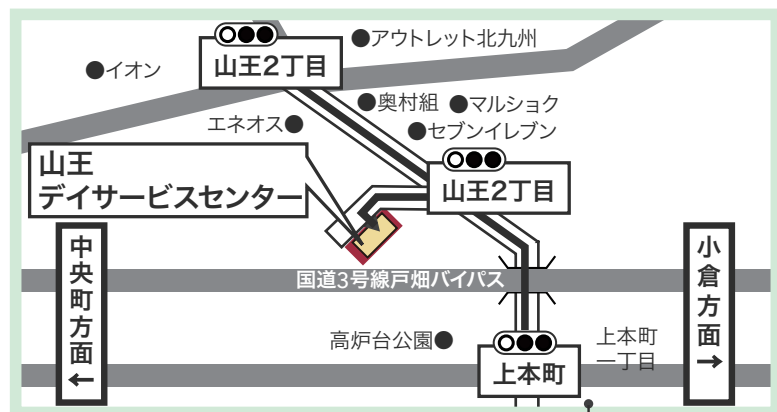 アウトレット北九州
山王2丁目
イオン
奥村組
マルショク
エネオス
セブンイレブン
山王
デイサービスセンター
山王2丁目
中央町方面
←
小倉方面
→
国道3号線戸畑バイパス
高炉台公園
上本町
一丁目
上本町